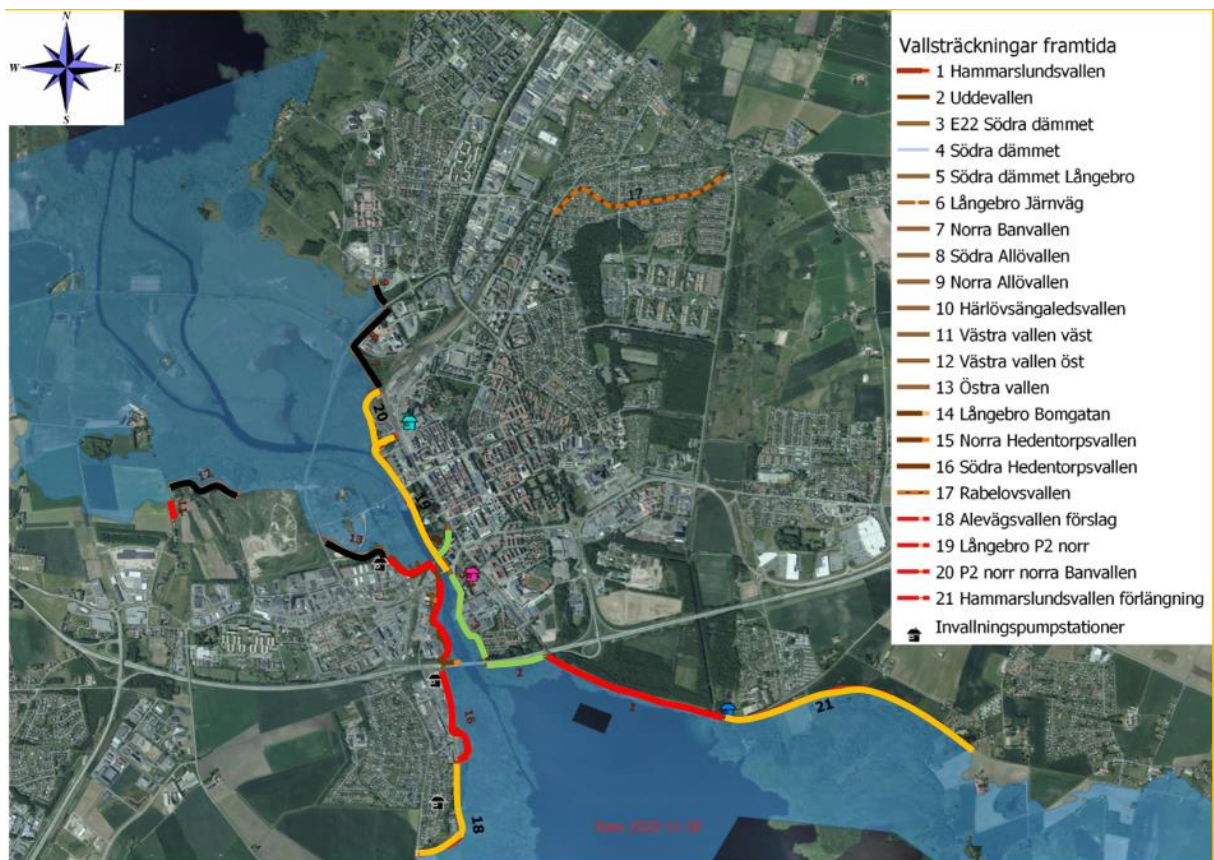 N
W E
S
Vallsträckningar framtida
1 Hammarslundsvallen
2 Uddevallen
3 E22 Södra dämmet
4 Södra dämmet
5 Södra dämmet Långebro
6 Långebro Järnväg
7 Norra Banvallen
8 Södra Allövallen
9 Norra Allövallen
10 Härlövsängaledsvallen
11 Västra vallen väst
12 Västra vallen öst
13 Östra vallen
14 Långebro Bomgatan
15 Norra Hedentorpsvallen
16 Södra Hedentorpsvallen
17 Rabelovsvallen
18 Alevägsvallen förslag
19 Långebro P2 norr
20 P2 norr norra Banvallen
21 Hammarslundsvallen förlängning
Invallningspumpstationer
17
20
12
19
13
2
1
21
16
18